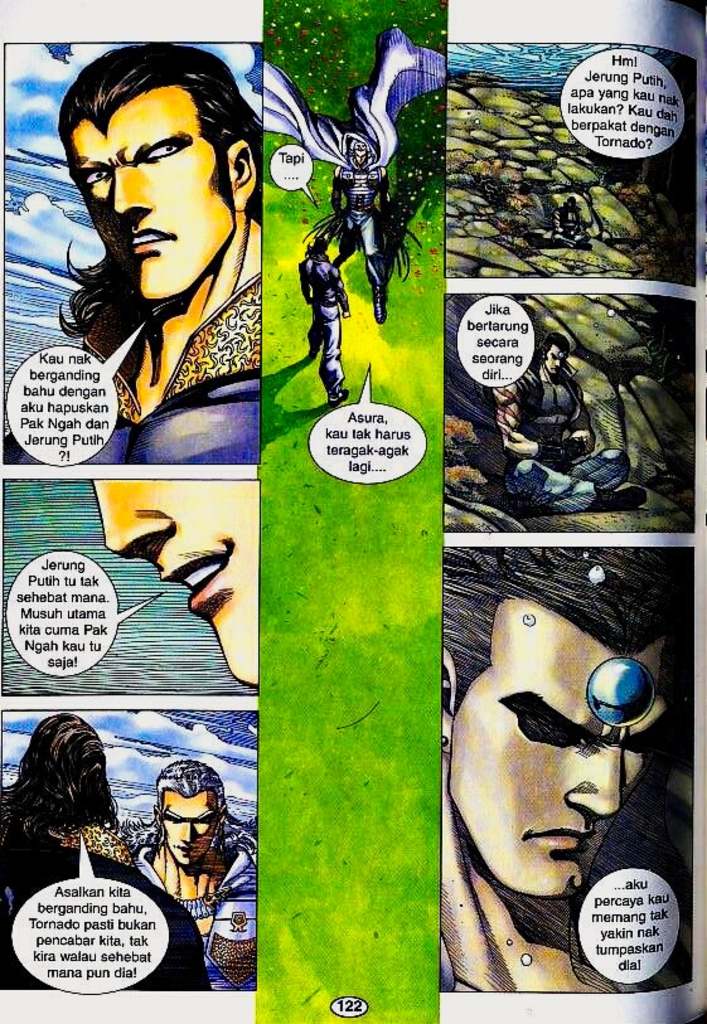 Kau nak
berganding
bahu dengan
aku hapuskan
Pak Ngah dan
Jerung Putih
?!
Jerung
Putih tu tak
sehebat mana.
Musuh utama
kita cuma Pak
Ngah kau tu
saja!
Asalkan kita
berganding bahu,
Tornado pasti bukan
pencabar kita, tak
kira walau sehebat
mana pun dia!
Tapi
....
Asura,
kau tak harus
teragak-agak
lagi....
Hm!
Jerung Putih,
apa yang kau nak
lakukan? Kau dah
berpakat dengan
Tornado?
Jika
bertarung
secara
seorang
diri...
...aku
percaya kau
memang tak
yakin nak
tumpaskan
dia!
122